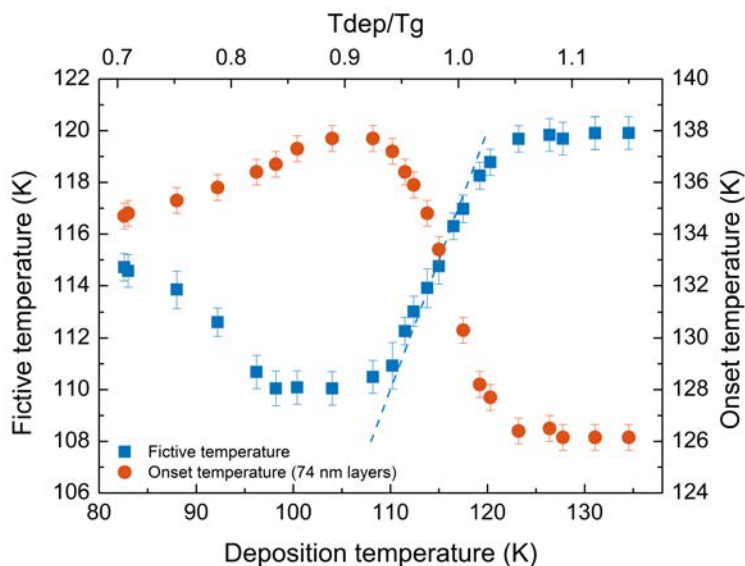 Tdep/Tg
0.7 0.8 0.9 1.0 1.1
122 140
120 138
118 136
116 134
114 132
112 130
110 128
108 126
106 124
Fictive temperature (K)
Onset temperature (K)
Fictive temperature
Onset temperature (74 nm layers)
80 90 100 110 120 130
Deposition temperature (K)